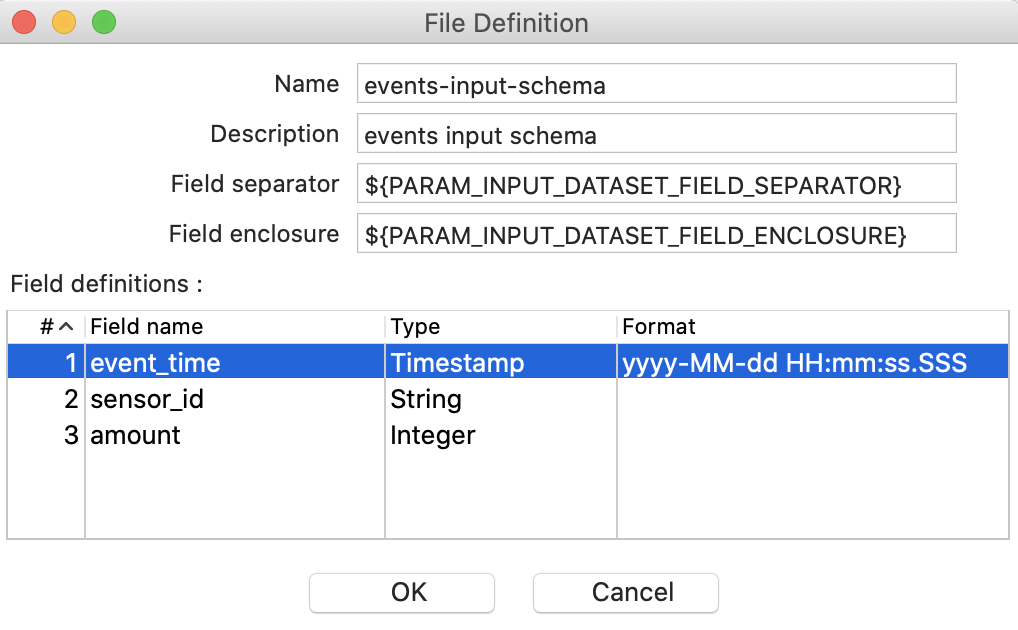 File Definition
Name events-input-schema
Description events input schema
Field separator ${PARAM_INPUT_DATASET_FIELD_SEPARATOR}
Field enclosure ${PARAM_INPUT_DATASET_FIELD_ENCLOSURE}
Field definitions :
# Field name Type Format
1 event_time Timestamp yyyy-MM-dd HH:mm:ss.SSS
2 sensor_id String
3 amount Integer
OK Cancel